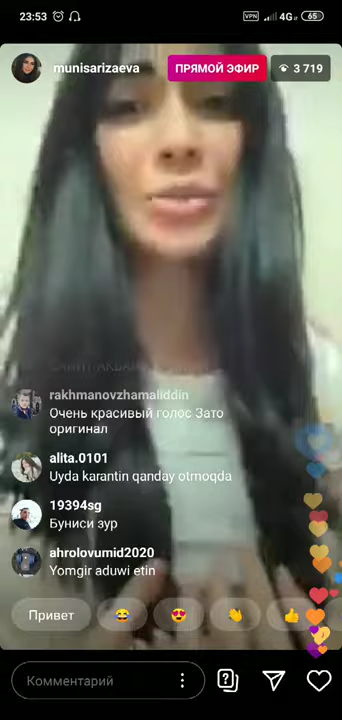 23:53 VPN 4G 65
munisarizaeva ПРЯМОЙ ЭФИР 3 719
rakhmanovzhamaliddin
Очень красивый голос Зато
оригинал
alita.0101
Uyda karantin qanday otmoqda
19394sg
Буниси зур
ahrolovumid2020
Yomgir aduwi etin
Привет
Комментарий